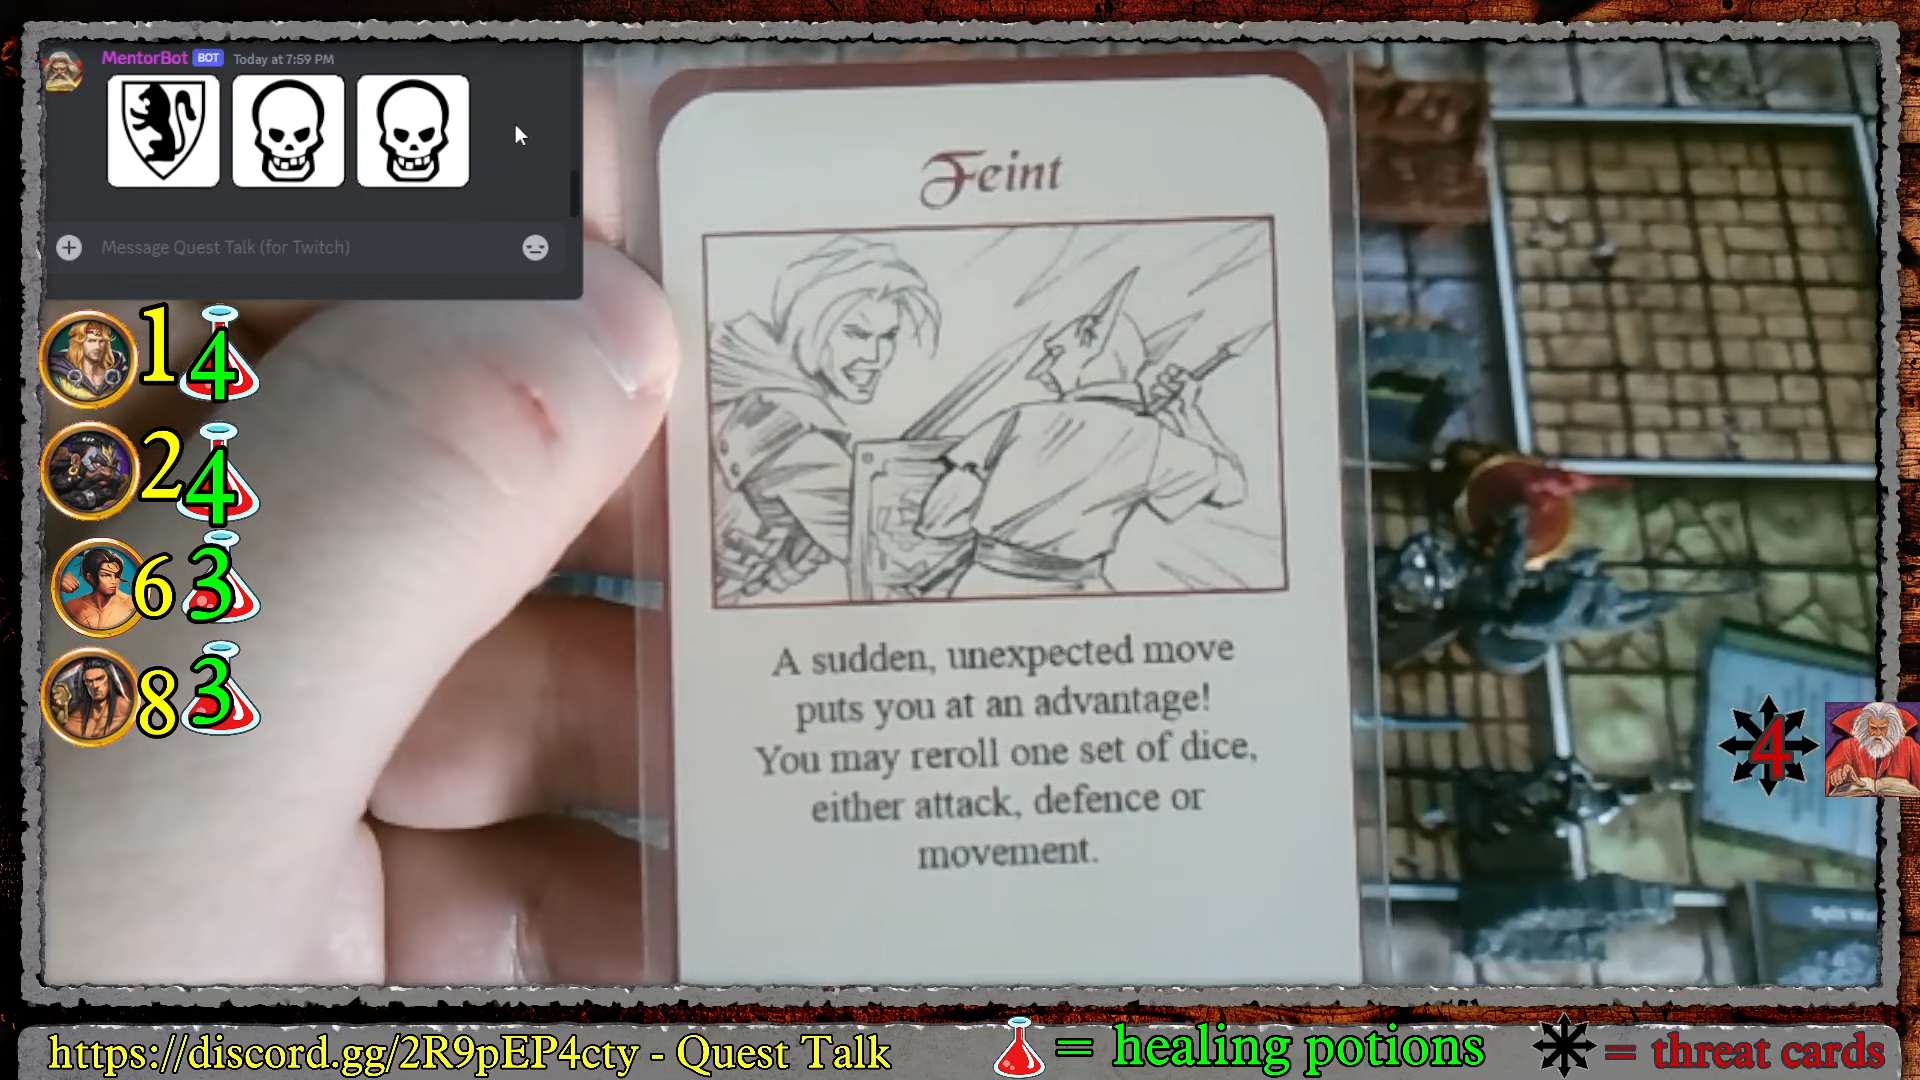 MentorBot BOT Today at 7:59 PM
Message Quest Talk (for Twitch)
1 4
2 4
6 3
8 3
Feint
A sudden, unexpected move
puts you at an advantage!
You may reroll one set of dice,
either attack, defence or
movement.
4
https://discord.gg/2R9pEP4cty - Quest Talk
= healing potions
= threat cards